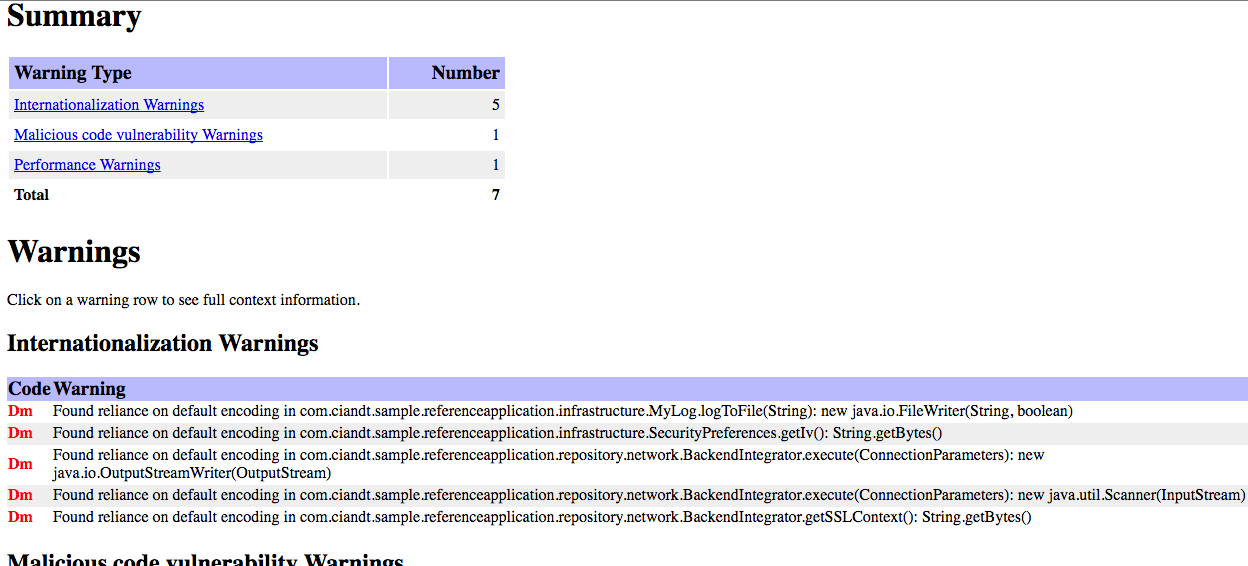 Summary
Warning Type Number
Internationalization Warnings 5
Malicious code vulnerability Warnings 1
Performance Warnings 1
Total 7
Warnings
Click on a warning row to see full context information.
Internationalization Warnings
Code Warning
Dm Found reliance on default encoding in com.ciandt.sample.referenceapplication.infrastructure.MyLog.logToFile(String): new java.io.FileWriter(String, boolean)
Dm Found reliance on default encoding in com.ciandt.sample.referenceapplication.infrastructure.SecurityPreferences.getIv(): String.getBytes()
Dm Found reliance on default encoding in com.ciandt.sample.referenceapplication.repository.network.BackendIntegrator.execute(ConnectionParameters): new
java.io.OutputStreamWriter(OutputStream)
Dm Found reliance on default encoding in com.ciandt.sample.referenceapplication.repository.network.BackendIntegrator.execute(ConnectionParameters): new java.util.Scanner(InputStream)
Dm Found reliance on default encoding in com.ciandt.sample.referenceapplication.repository.network.BackendIntegrator.getSSLContext(): String.getBytes()
Malicious code vulnerability Warnings